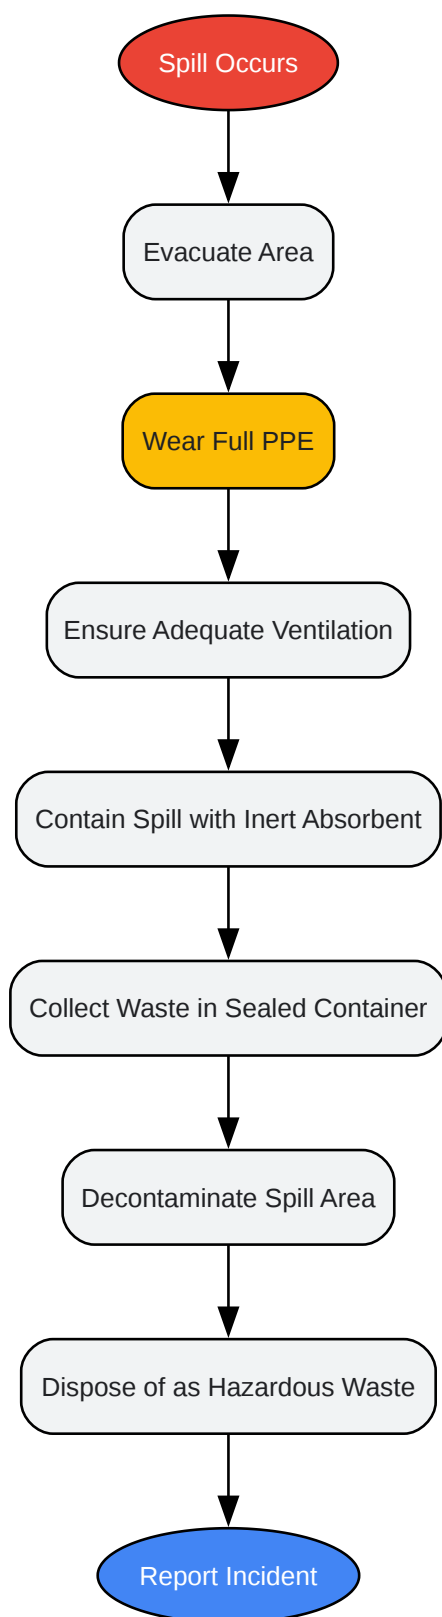 Spill Occurs
Evacuate Area
Wear Full PPE
Ensure Adequate Ventilation
Contain Spill with Inert Absorbent
Collect Waste in Sealed Container
Decontaminate Spill Area
Dispose of as Hazardous Waste
Report Incident